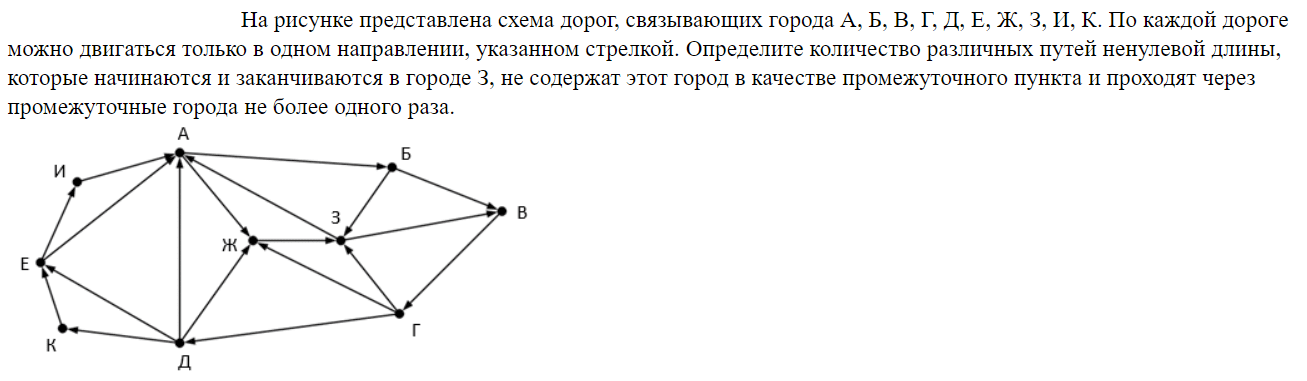 На рисунке представлена схема дорог, связывающих города А, Б, В, Г, Д, Е, Ж, З, И, К. По каждой дороге
можно двигаться только в одном направлении, указанном стрелкой. Определите количество различных путей ненулевой длины,
которые начинаются и заканчиваются в городе З, не содержат этот город в качестве промежуточного пункта и проходят через
промежуточные города не более одного раза.
А
Б
И
В
З
Ж
Е
Г
К
Д